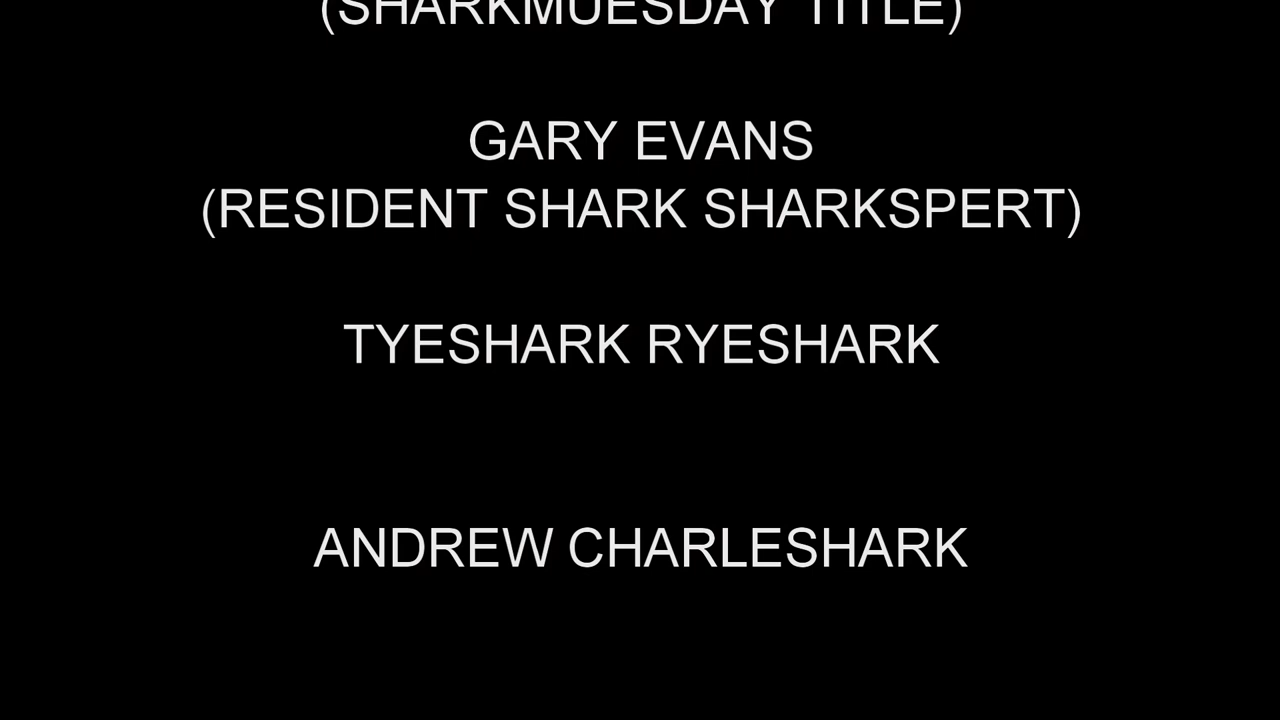 (SHARKMUESDAY TITLE)
GARY EVANS
(RESIDENT SHARK SHARKSPERT)
TYESHARK RYESHARK
ANDREW CHARLESHARK